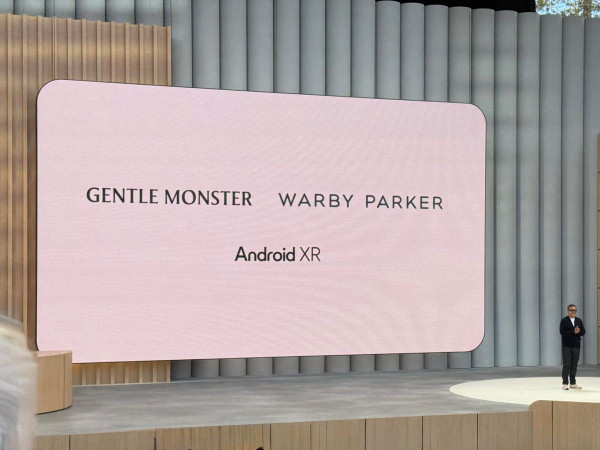 GENTLE MONSTER WARBY PARKER
Android XR